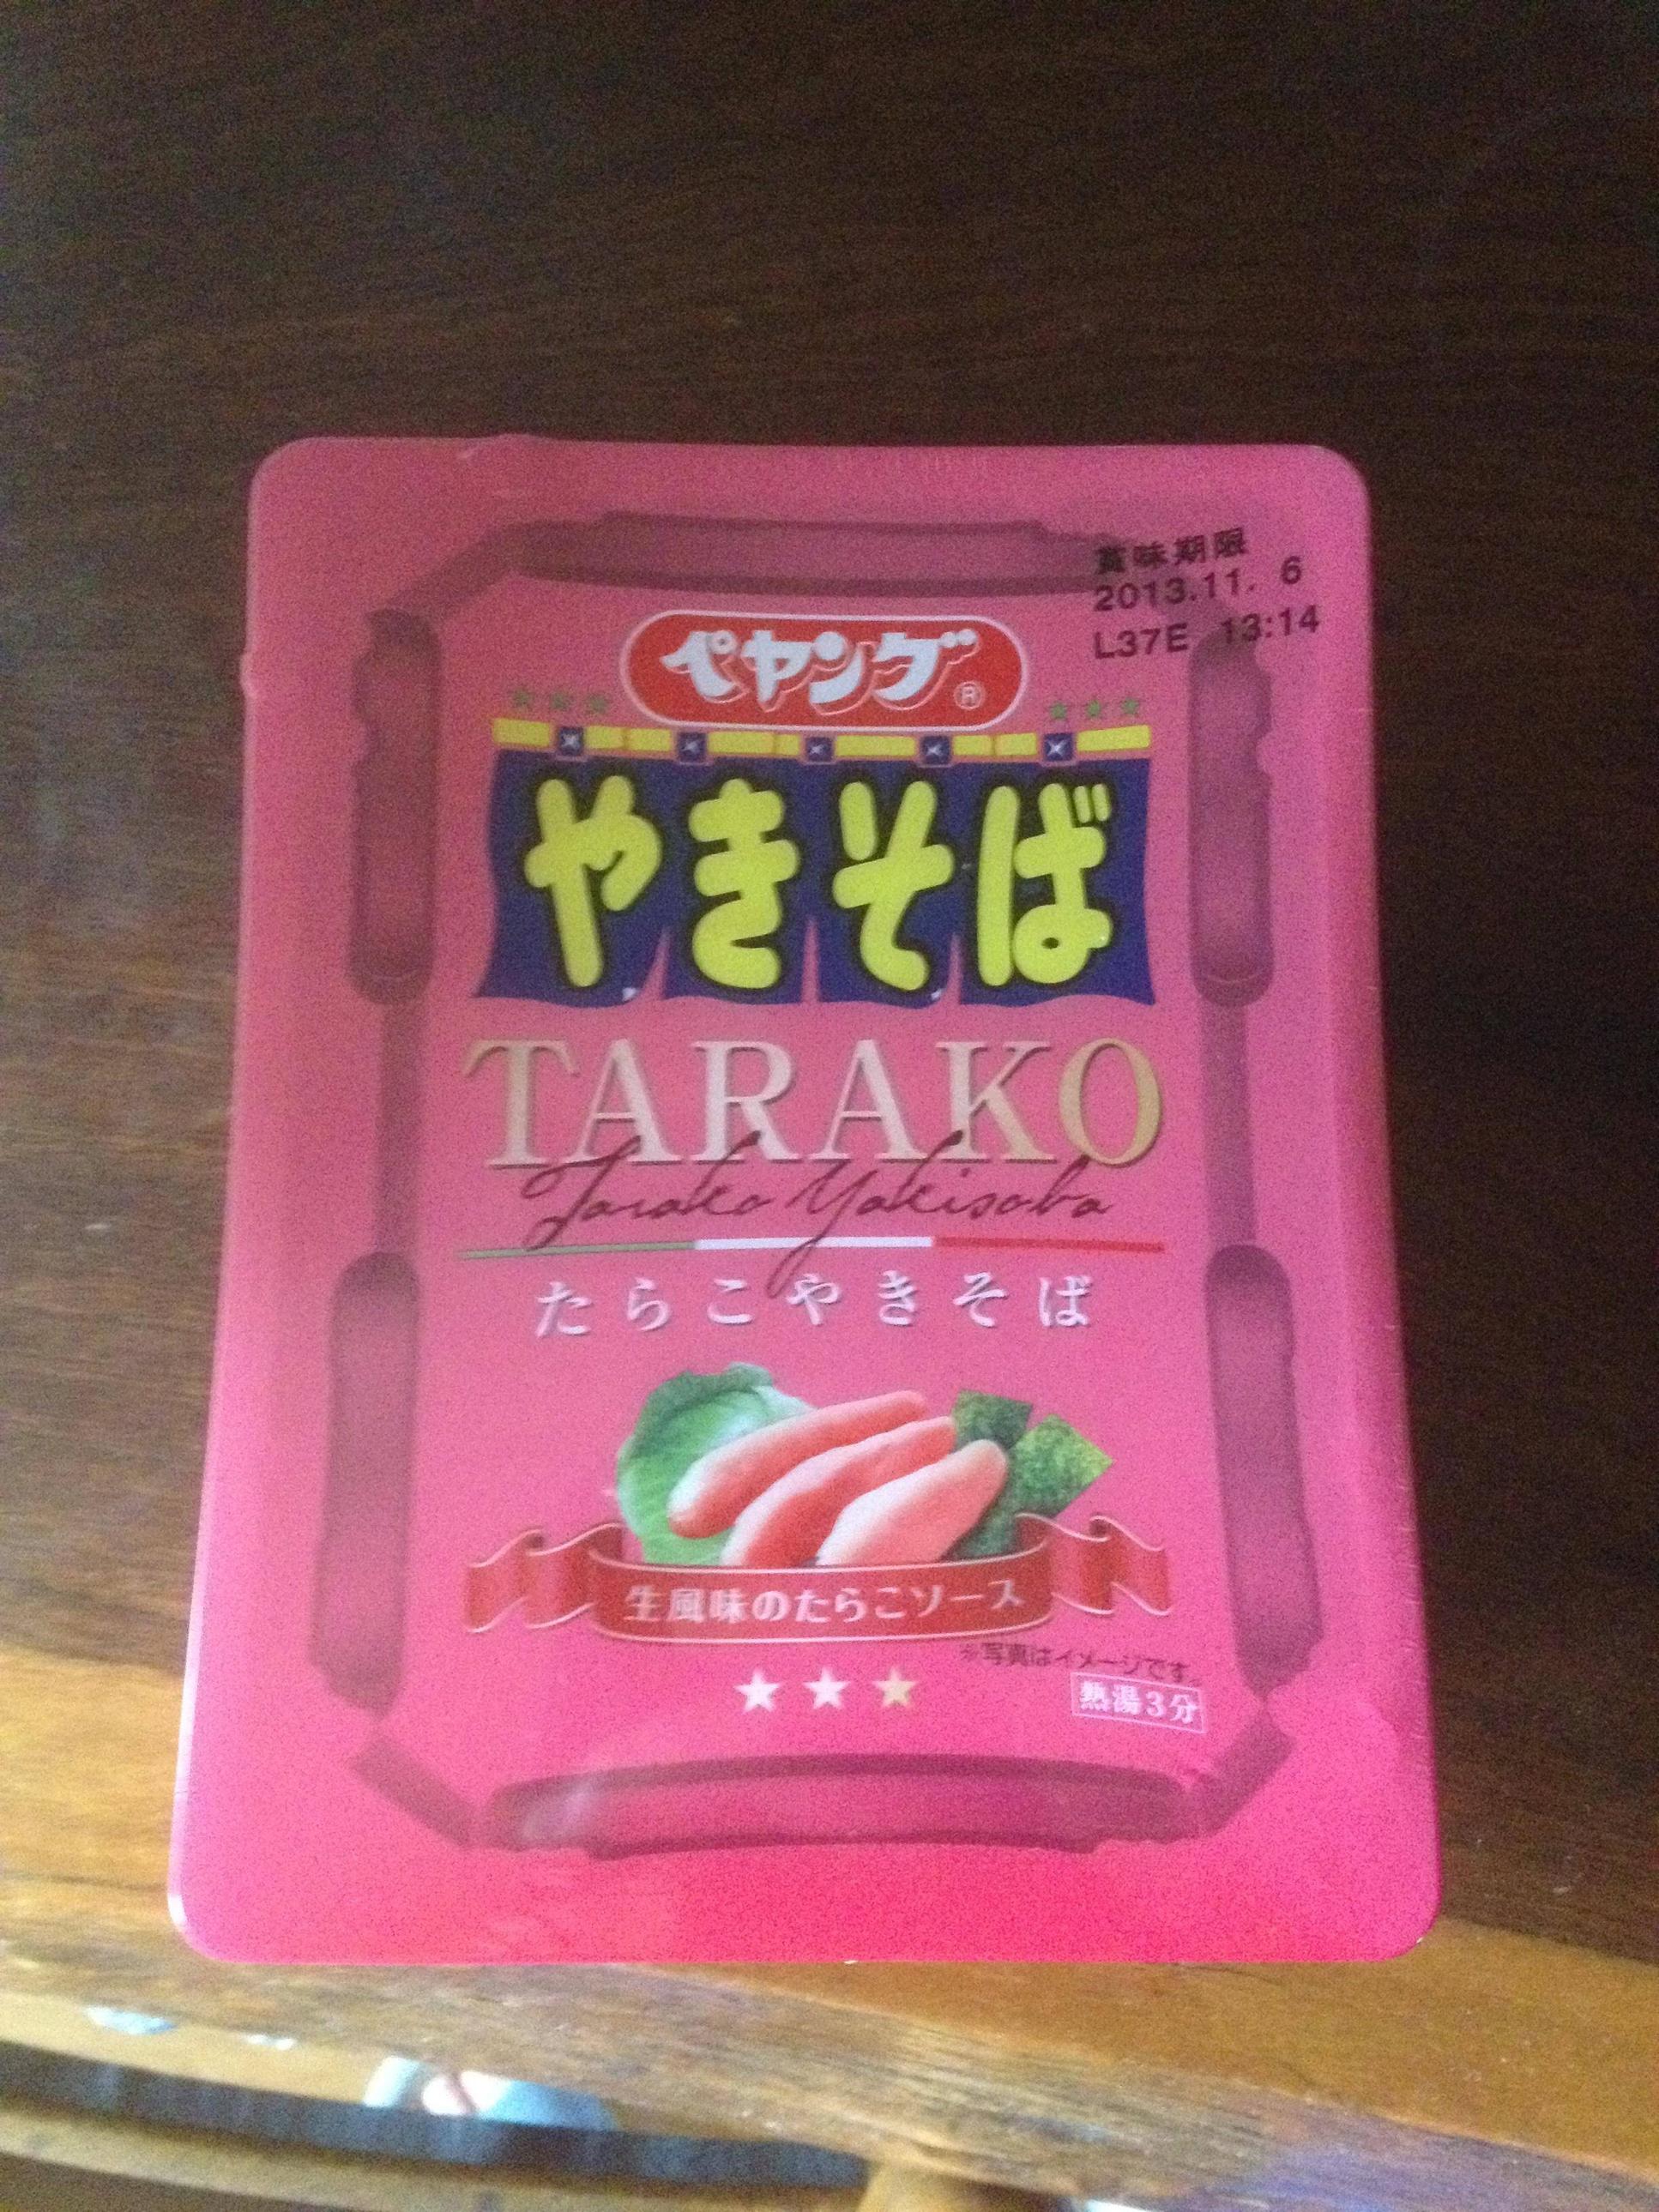 賞味期限
2013.11. 6
L37E 13:14
ペヤング®
やきそば
TARAKO
Tarako Yakisoba
たらこやきそば
生風味のたらこソース
※写真はイメージです。
熱湯3分